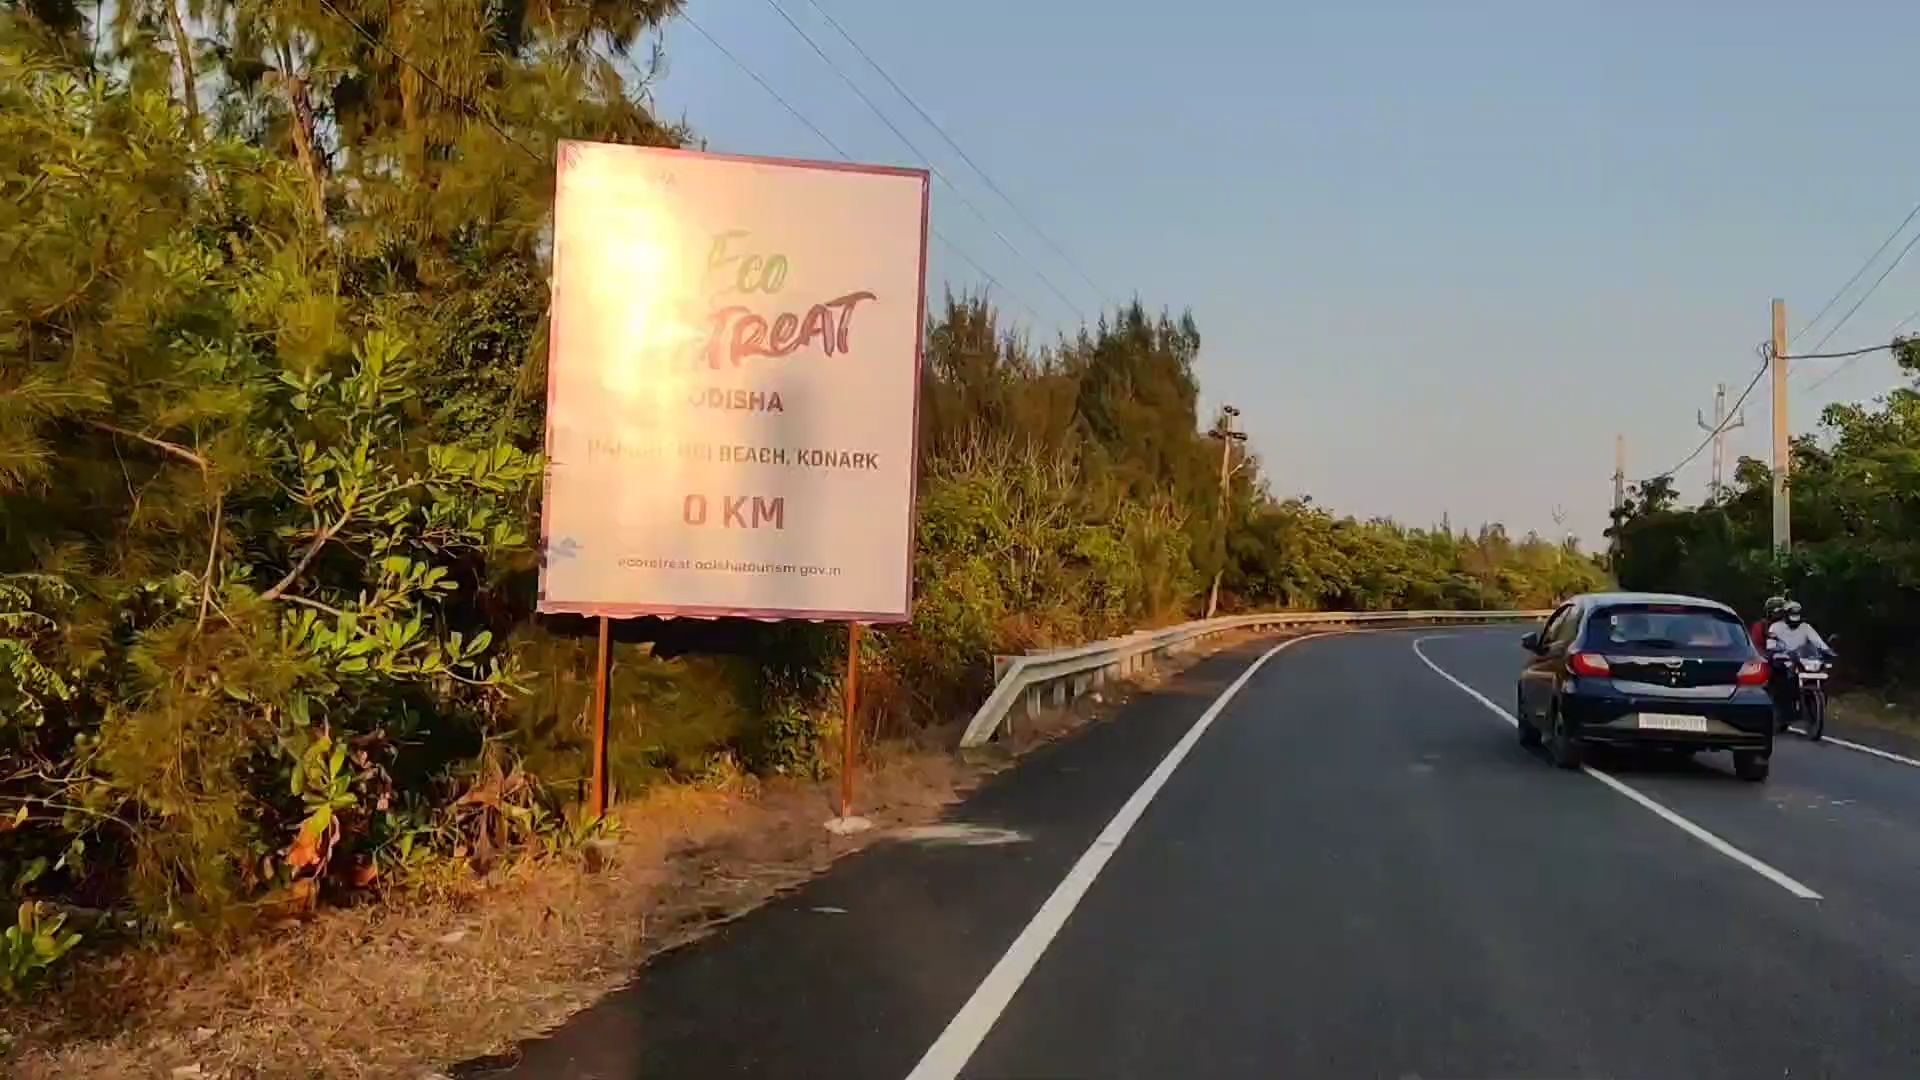 Eco
ODISHA
BEACH, KONARK
0 KM
ecoretreat.odishatourism.gov.in